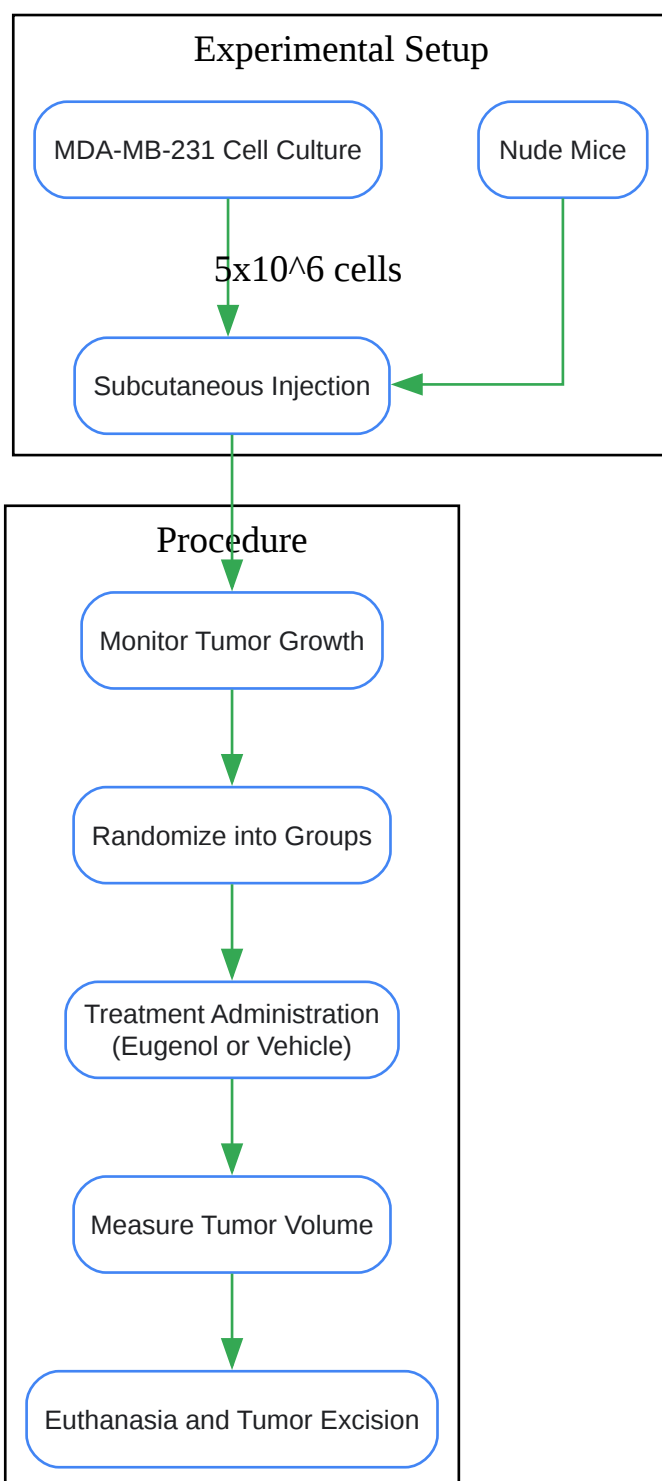 Experimental Setup
MDA-MB-231 Cell Culture
Nude Mice
5x10^6 cells
Subcutaneous Injection
Procedure
Monitor Tumor Growth
Randomize into Groups
Treatment Administration
(Eugenol or Vehicle)
Measure Tumor Volume
Euthanasia and Tumor Excision